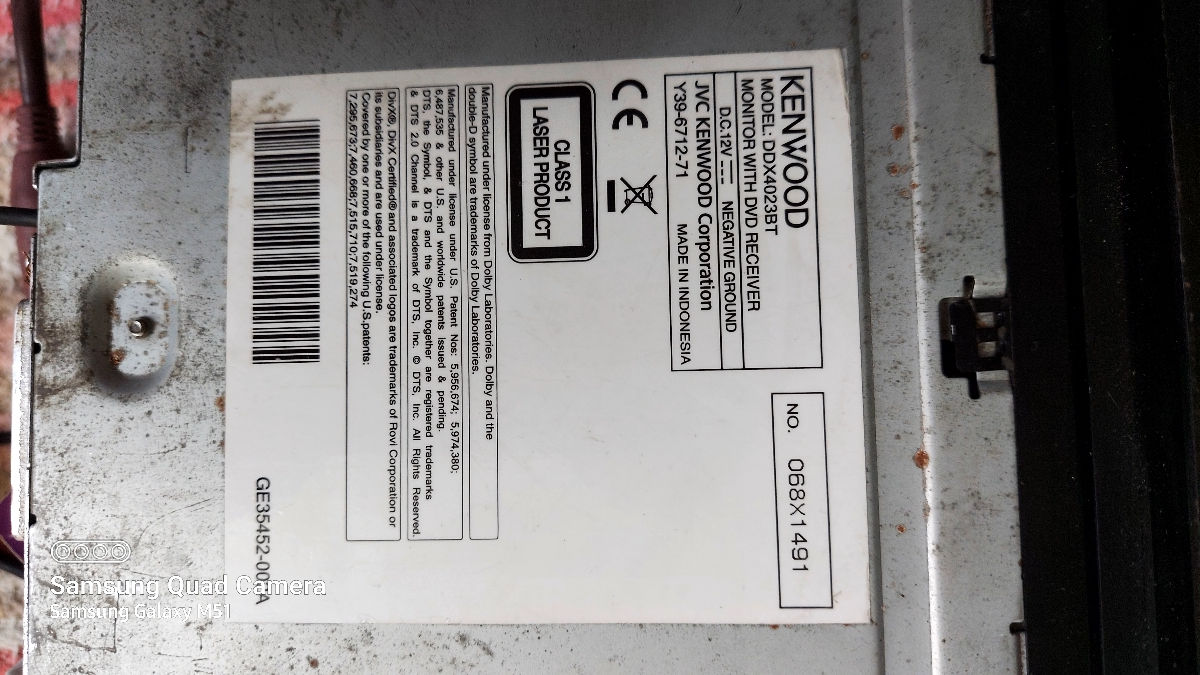 KENWOOD
MODEL: DDX4023BT
MONITOR WITH DVD RECEIVER
D.C.12V NEGATIVE GROUND
JVC KENWOOD Corporation
Y39-6712-71 MADE IN INDONESIA
NO. 068X1491
CE
CLASS 1
LASER PRODUCT
Manufactured under license from Dolby Laboratories. Dolby and the
double-D symbol are trademarks of Dolby Laboratories.
Manufactured under license under U.S. Patent Nos: 5,956,674; 5,974,380;
6,487,535 & other U.S. and worldwide patents issued & pending.
DTS, the Symbol, & DTS and the Symbol together are registered trademarks
& DTS 2.0 Channel is a trademark of DTS, Inc. © DTS, Inc. All Rights Reserved.
DivX®, DivX Certified® and associated logos are trademarks of Rovi Corporation or
its subsidiaries and are used under license.
Covered by one or more of the following U.S.patents:
7,295,673;7,460,668;7,515,710;7,519,274
Samsung Quad Camera
Samsung Galaxy M51